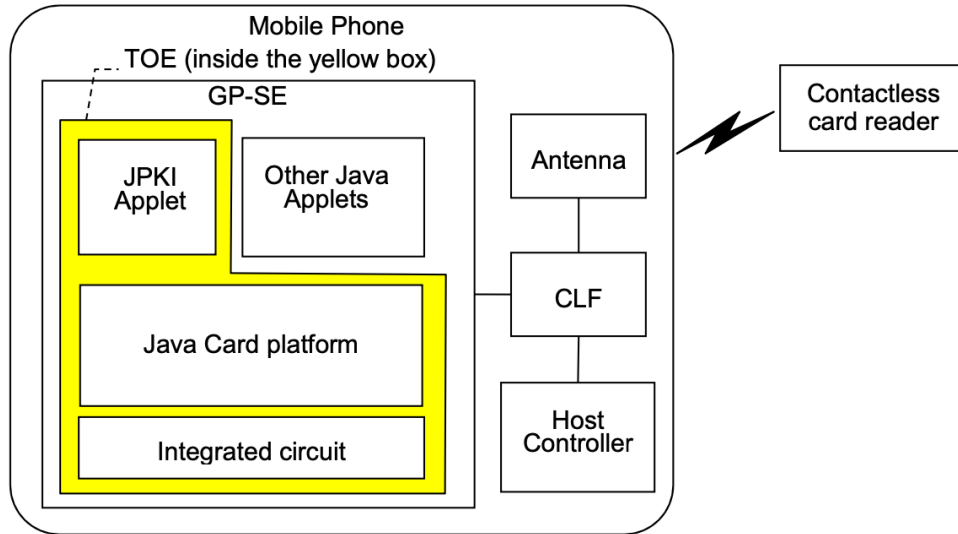 Mobile Phone
TOE (inside the yellow box)
GP-SE
JPKI
Applet
Other Java
Applets
Java Card platform
Integrated circuit
Antenna
CLF
Host
Controller
Contactless
card reader